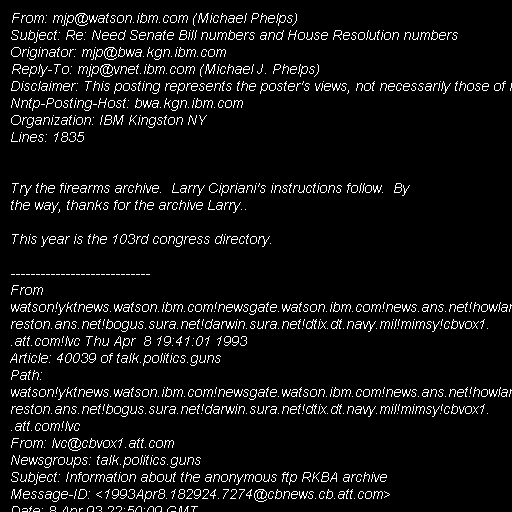 From: mjp@watson.ibm.com (Michael Phelps)
Subject: Re: Need Senate Bill numbers and House Resolution numbers
Originator: mjp@bwa.kgn.ibm.com
Reply-To: mjp@vnet.ibm.com (Michael J. Phelps)
Disclaimer: This posting represents the poster's views, not necessarily those of
Nntp-Posting-Host: bwa.kgn.ibm.com
Organization: IBM Kingston NY
Lines: 1835
Try the firearms archive.  Larry Cipriani's instructions follow.  By
the way, thanks for the archive Larry..
This year is the 103rd congress directory.
----------------------------
From
watson!yktnews.watson.ibm.com!newsgate.watson.ibm.com!news.ans.net!howlan
reston.ans.net!bogus.sura.net!darwin.sura.net!dtix.dt.navy.mil!mimsy!cbvox1.
.att.com!lvc Thu Apr  8 19:41:01 1993
Article: 40039 of talk.politics.guns
Path:
watson!yktnews.watson.ibm.com!newsgate.watson.ibm.com!news.ans.net!howlan
reston.ans.net!bogus.sura.net!darwin.sura.net!dtix.dt.navy.mil!mimsy!cbvox1.
.att.com!lvc
From: lvc@cbvox1.att.com
Newsgroups: talk.politics.guns
Subject: Information about the anonymous ftp RKBA archive
Message-ID: <1993Apr8.182924.7274@cbnews.cb.att.com>
Date: 8 Apr 93 22:50:09 GMT